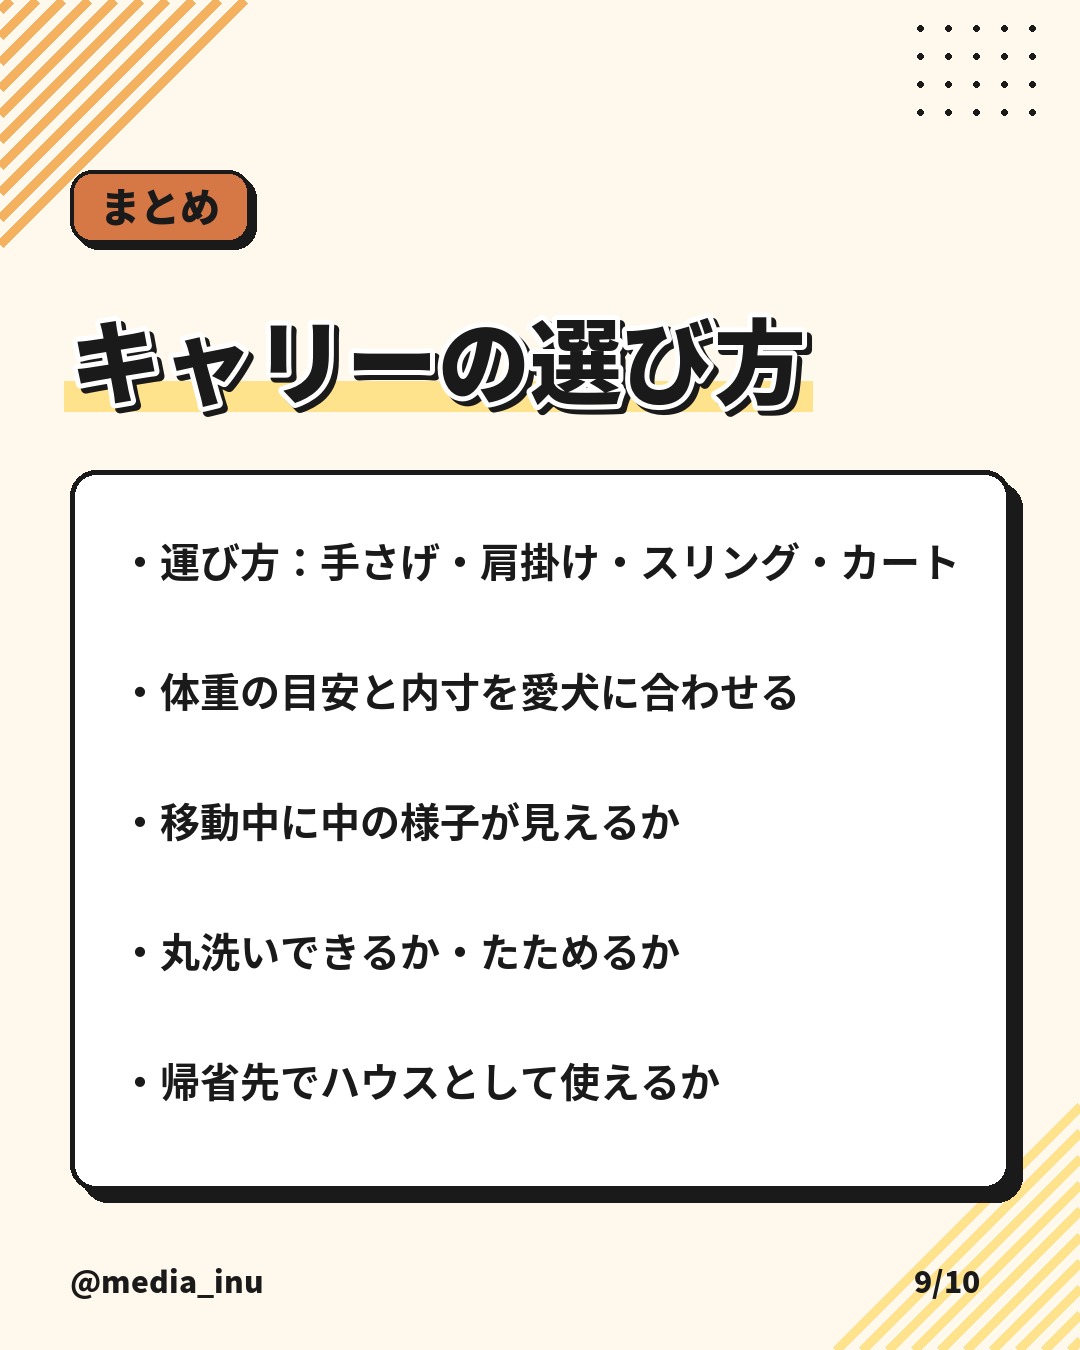 まとめ
キャリーの選び方
・運び方：手さげ・肩掛け・スリング・カート
・体重の目安と内寸を愛犬に合わせる
・移動中に中の様子が見えるか
・丸洗いできるか・たためるか
・帰省先でハウスとして使えるか
@media_inu
9/10